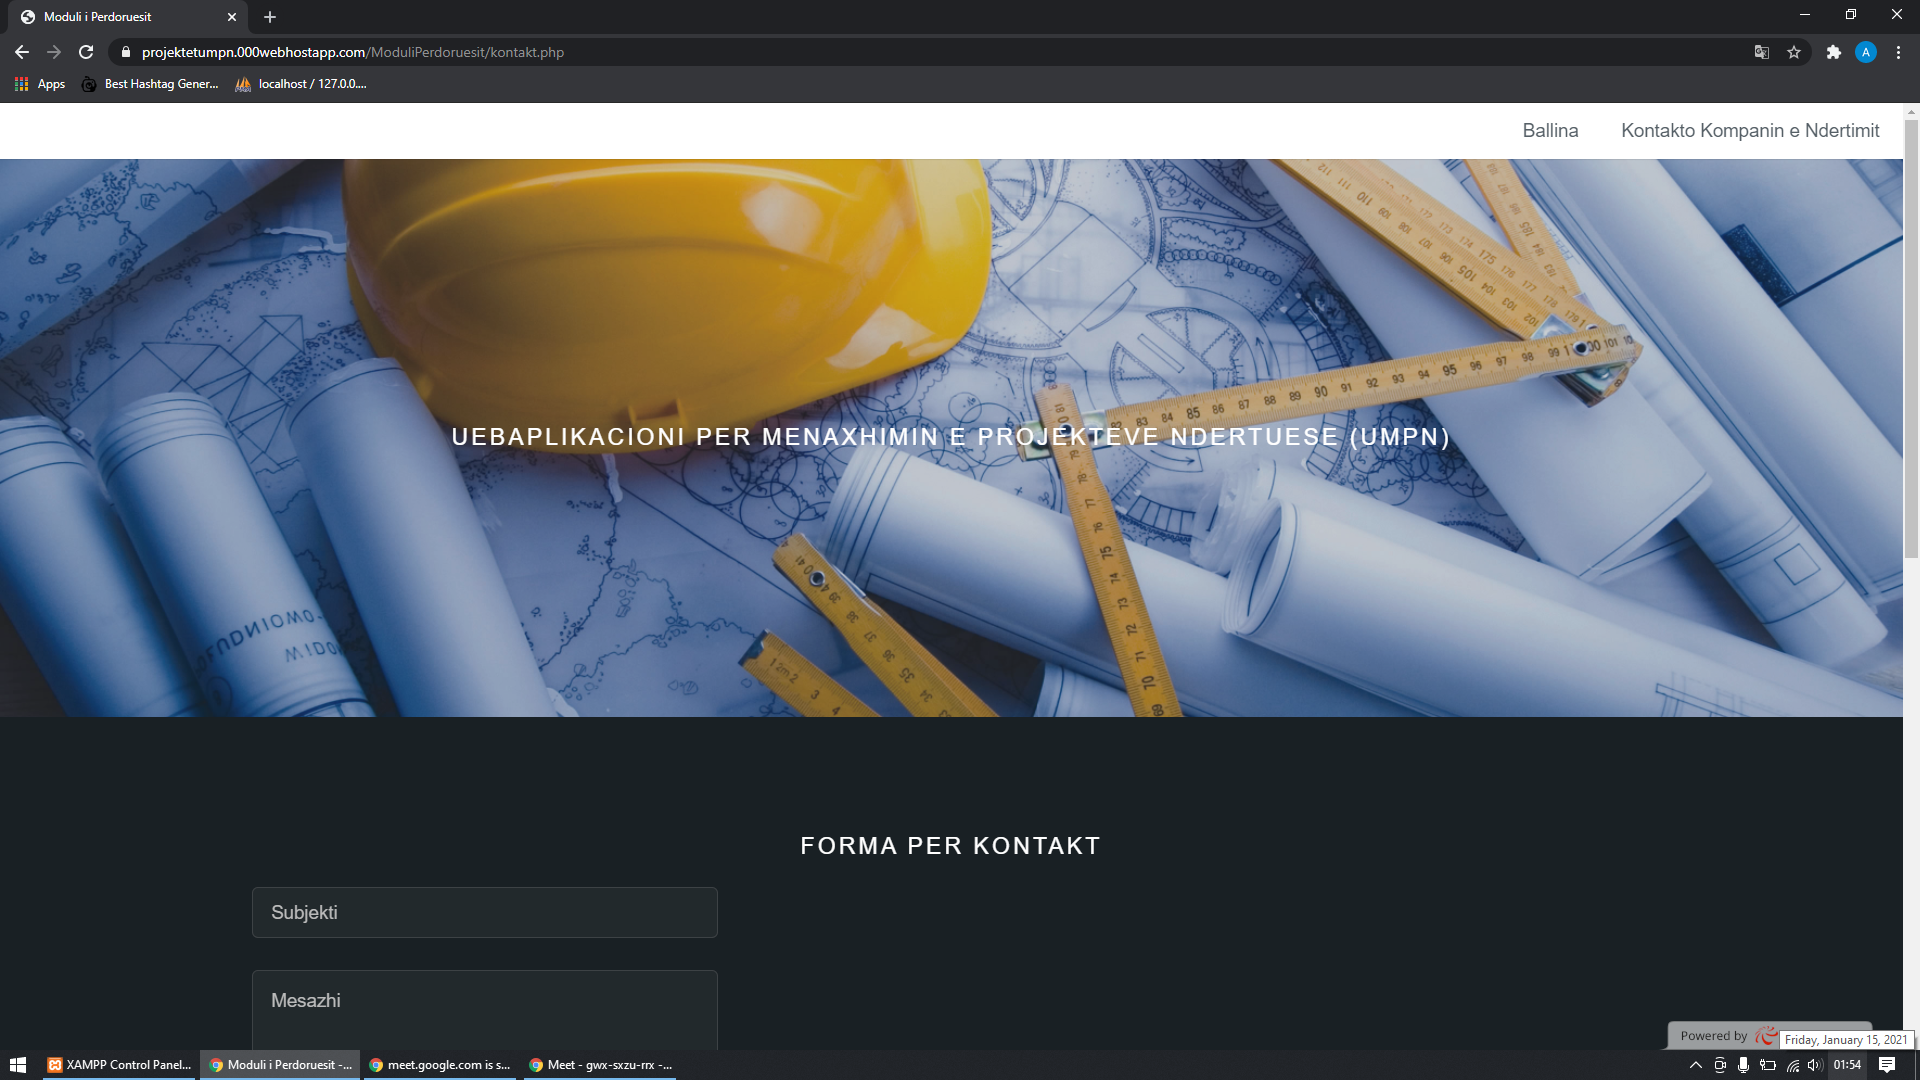 Moduli i Perdoruesit
projektetumpn.000webhostapp.com/ModuliPerdoruesit/kontakt.php
A
Apps
Best Hashtag Gener...
localhost / 127.0.0....
Ballina
Kontakto Kompanin e Ndertimit
UEBAPLIKACIONI PER MENAXHIMIN E PROJEKTEVE NDERTUESE (UMPN)
FORMA PER KONTAKT
Subjekti
Mesazhi
Powered by
Friday, January 15, 2021
XAMPP Control Panel...
Moduli i Perdoruesit -...
meet.google.com is s...
Meet - gwx-sxzu-rrx -...
01:54